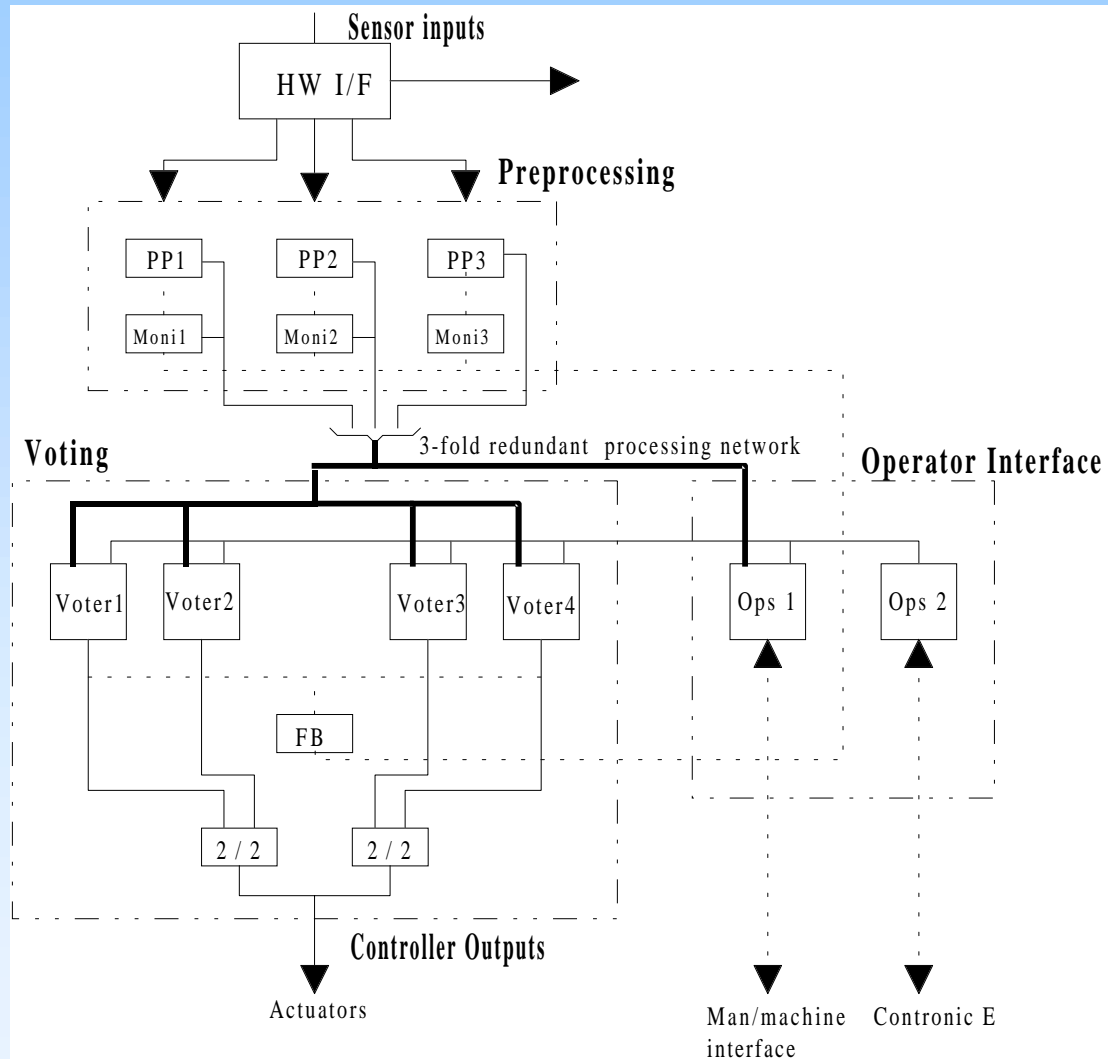 Sensor inputs
HW I/F
Preprocessing
PP1
PP2
PP3
Moni1
Moni2
Moni3
3-fold redundant processing network
Voting
Operator Interface
Voter1
Voter2
Voter3
Voter4
Ops 1
Ops 2
FB
2 / 2
2 / 2
Controller Outputs
Actuators
Man/machine
interface
Contronic E